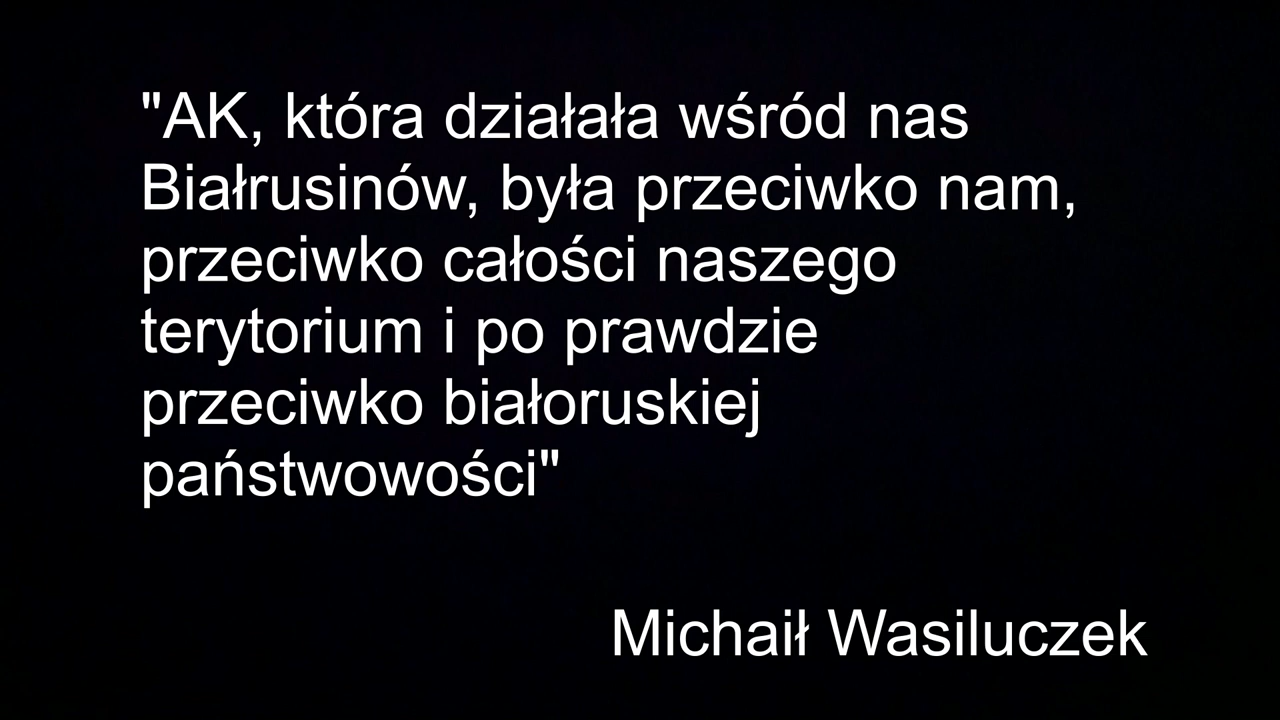 "AK, która działała wśród nas
Białrusinów, była przeciwko nam,
przeciwko całości naszego
terytorium i po prawdzie
przeciwko białoruskiej
państwowości"
Michaił Wasiluczek